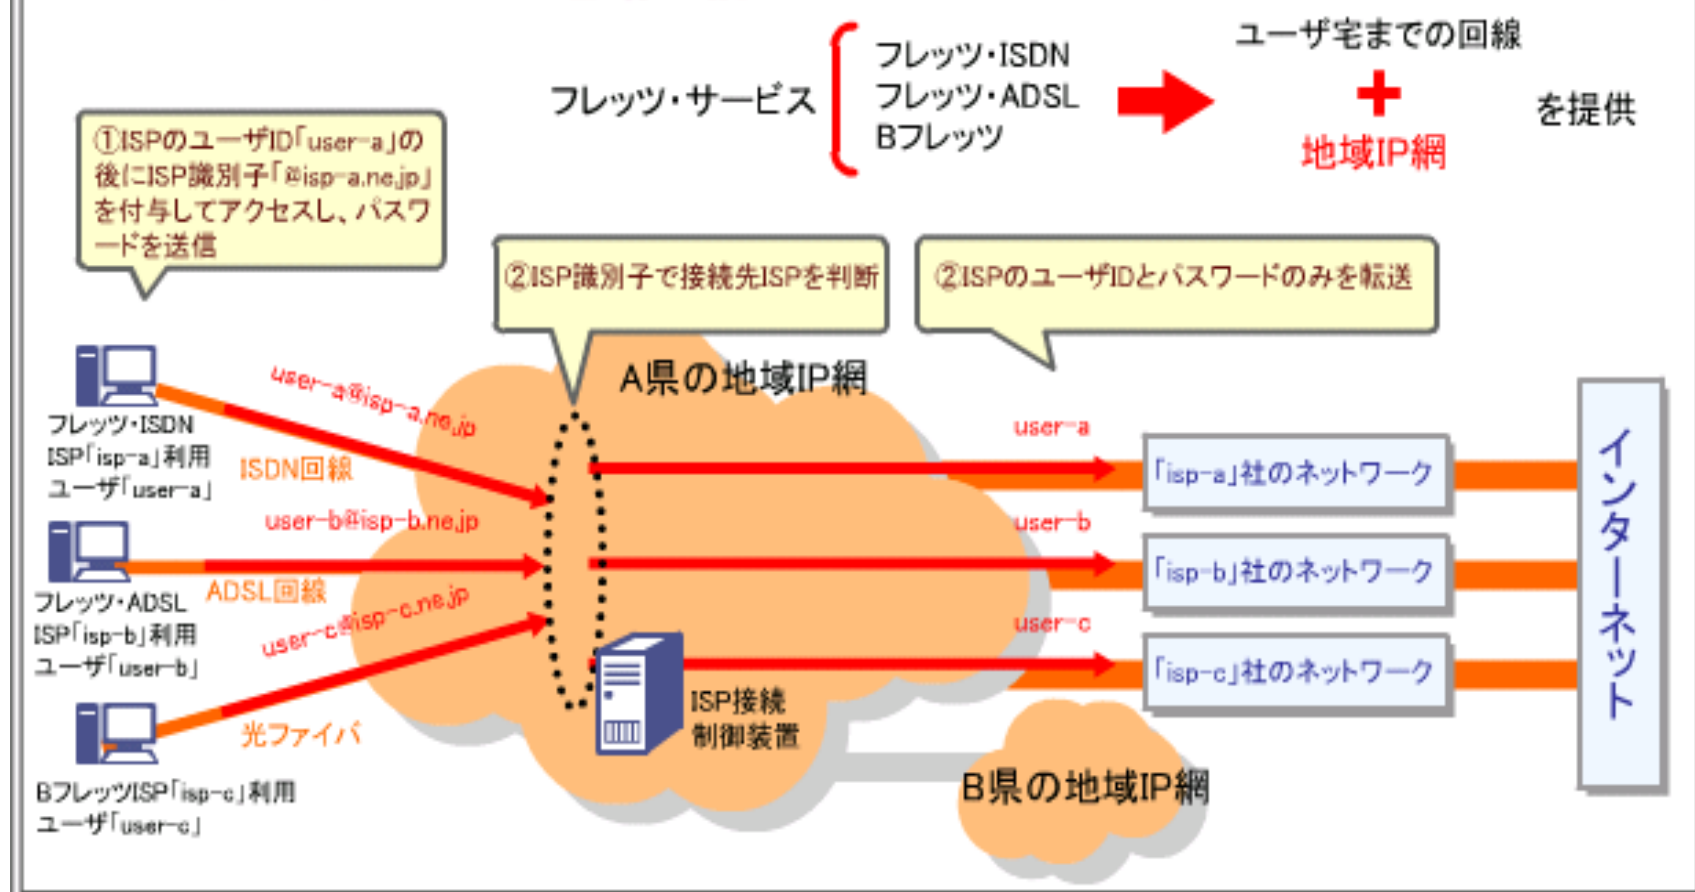 フレッツ・サービス
フレッツ・ISDN
フレッツ・ADSL
Bフレッツ
ユーザ宅までの回線
+
地域IP網
を提供
①ISPのユーザID「user-a」の
後にISP識別子「@isp-a.ne.jp」
を付与してアクセスし、パスワ
ードを送信
②ISP識別子で接続先ISPを判断
②ISPのユーザIDとパスワードのみを転送
A県の地域IP網
user-a@isp-a.ne.jp
フレッツ・ISDN
ISP「isp-a」利用
ユーザ「user-a」
ISDN回線
user-b@isp-b.ne.jp
ADSL回線
フレッツ・ADSL
ISP「isp-b」利用
ユーザ「user-b」
user-c@isp-c.ne.jp
光ファイバ
BフレッツISP「isp-c」利用
ユーザ「user-c」
ISP接続
制御装置
user-a
「isp-a」社のネットワーク
user-b
「isp-b」社のネットワーク
user-c
「isp-c」社のネットワーク
インターネット
B県の地域IP網